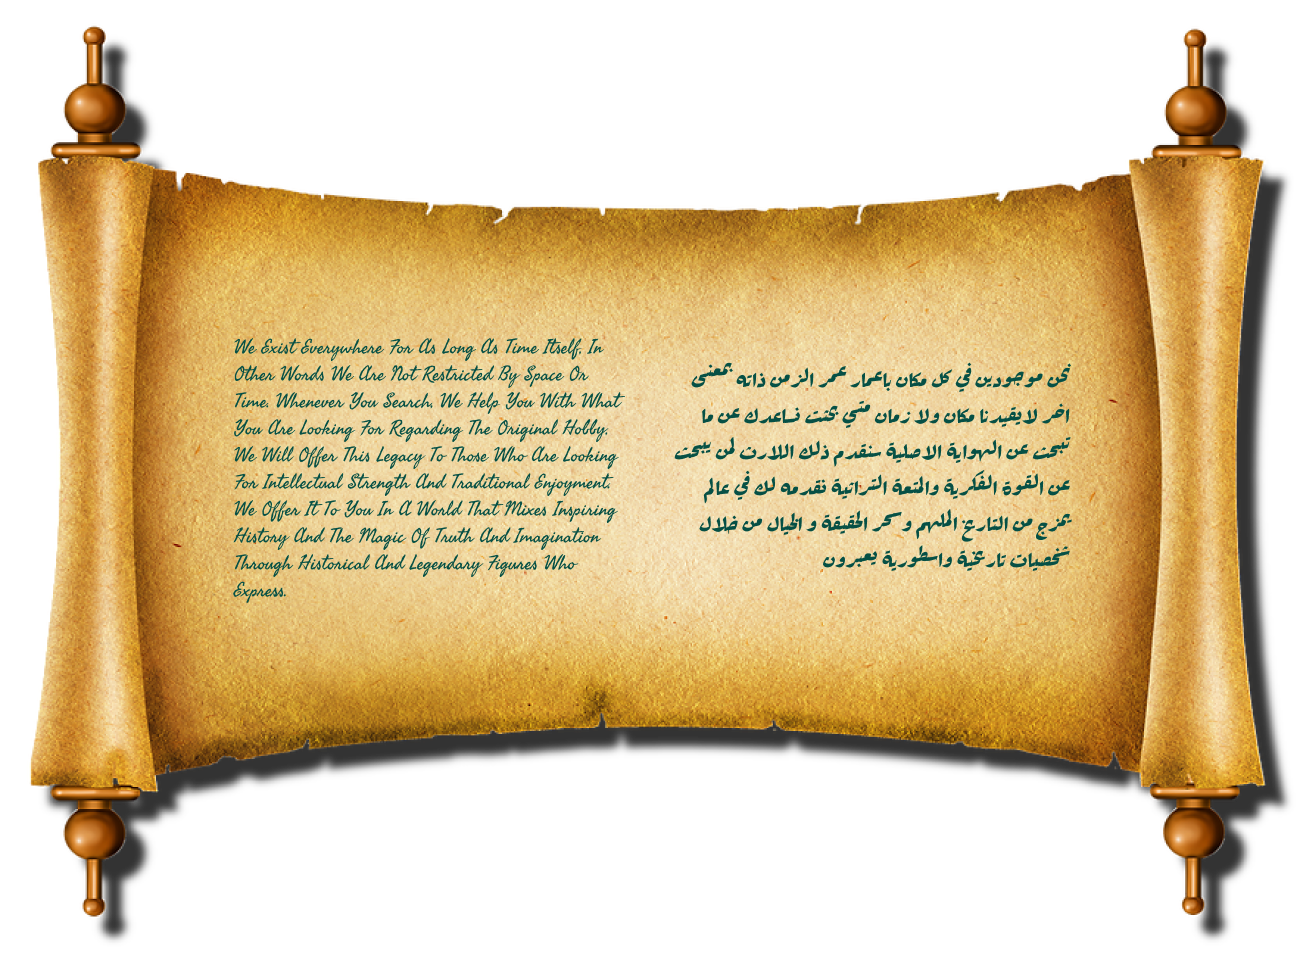 We Exist Everywhere For As Long As Time Itself, In
Other Words We Are Not Restricted By Space Or
Time. Whenever You Search, We Help You With What
You Are Looking For Regarding The Original Hobby,
We Will Offer This Legacy To Those Who Are Looking
For Intellectual Strength And Traditional Enjoyment.
We Offer It To You In A World That Mixes Inspiring
History And The Magic Of Truth And Imagination
Through Historical And Legendary Figures Who
Express.
نحن موجودين في كل مكان باعمار عمر الزمن ذاته بمعنى
اخر لايقيدنا مكان ولا زمان متي بحثت نساعدك عن ما
تبحث عن الهواية الاصلية سنقدم ذلك اللارث لمن يبحث
عن القوة الفكرية والمتعة التراثية نقدمه لك في عالم
يمزج من التاريخ الملهم وسحر الحقيقة و الخيال من خلال
شخصيات تاريخية واسطورية يعبرون